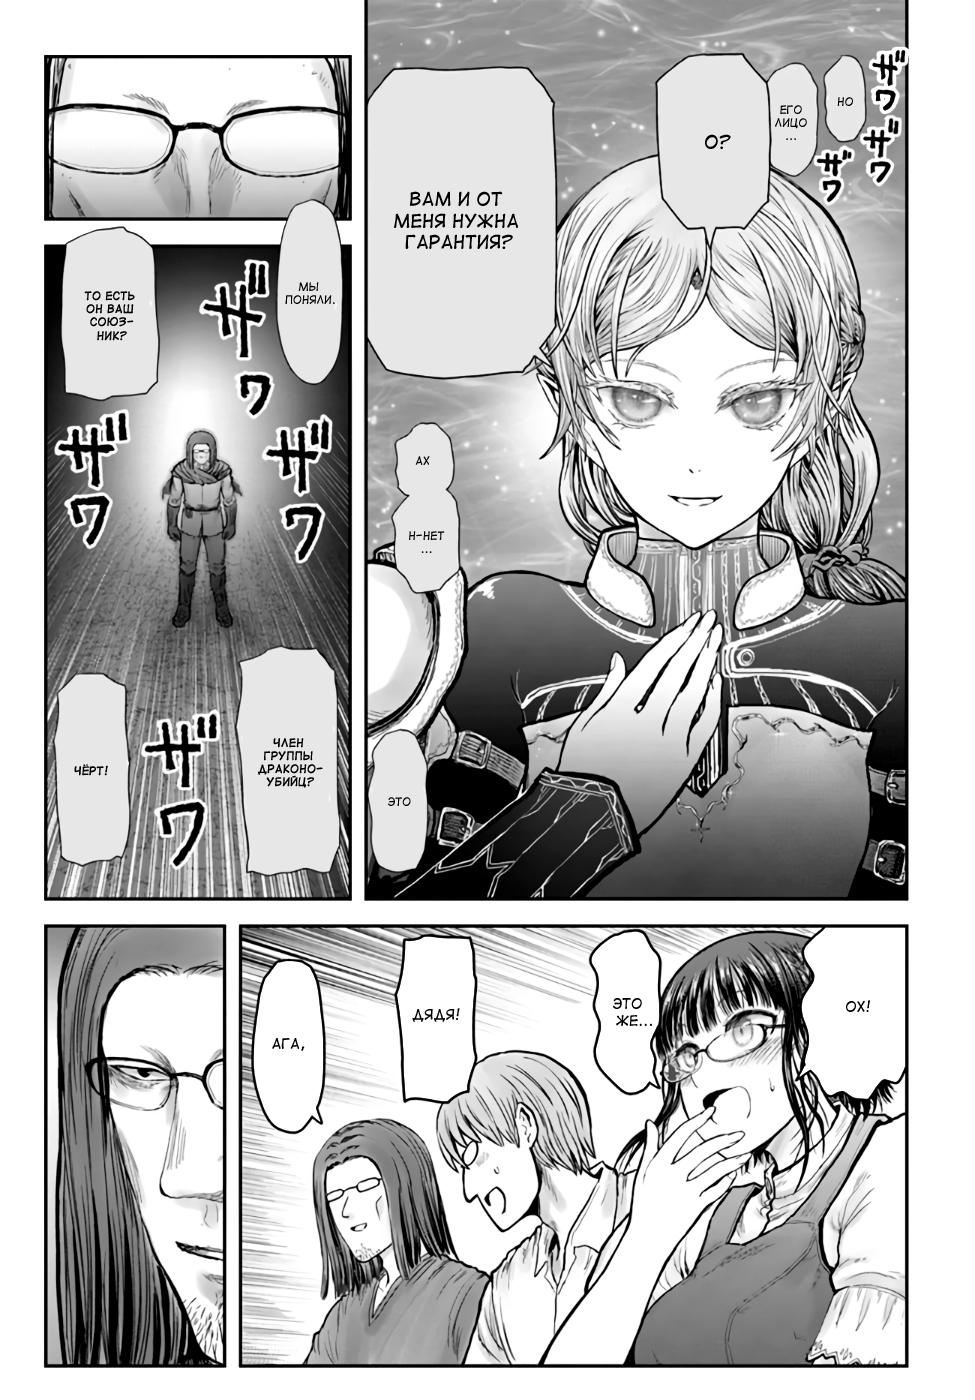 НО
ЕГО
ЛИЦО
...
О?
ВАМ И ОТ
МЕНЯ НУЖНА
ГАРАНТИЯ?
ザワ
ザワ
ザワ
АХ
Н-НЕТ
...
ЭТО
МЫ
ПОНЯЛИ.
ТО ЕСТЬ
ОН ВАШ
СОЮЗ-
НИК?
ザワ
ザワ
ザワ
ЧЛЕН
ГРУППЫ
ДРАКОНО-
УБИЙЦ?
ЧЁРТ!
ザワ
ОХ!
ЭТО
ЖЕ...
ДЯДЯ!
АГА,